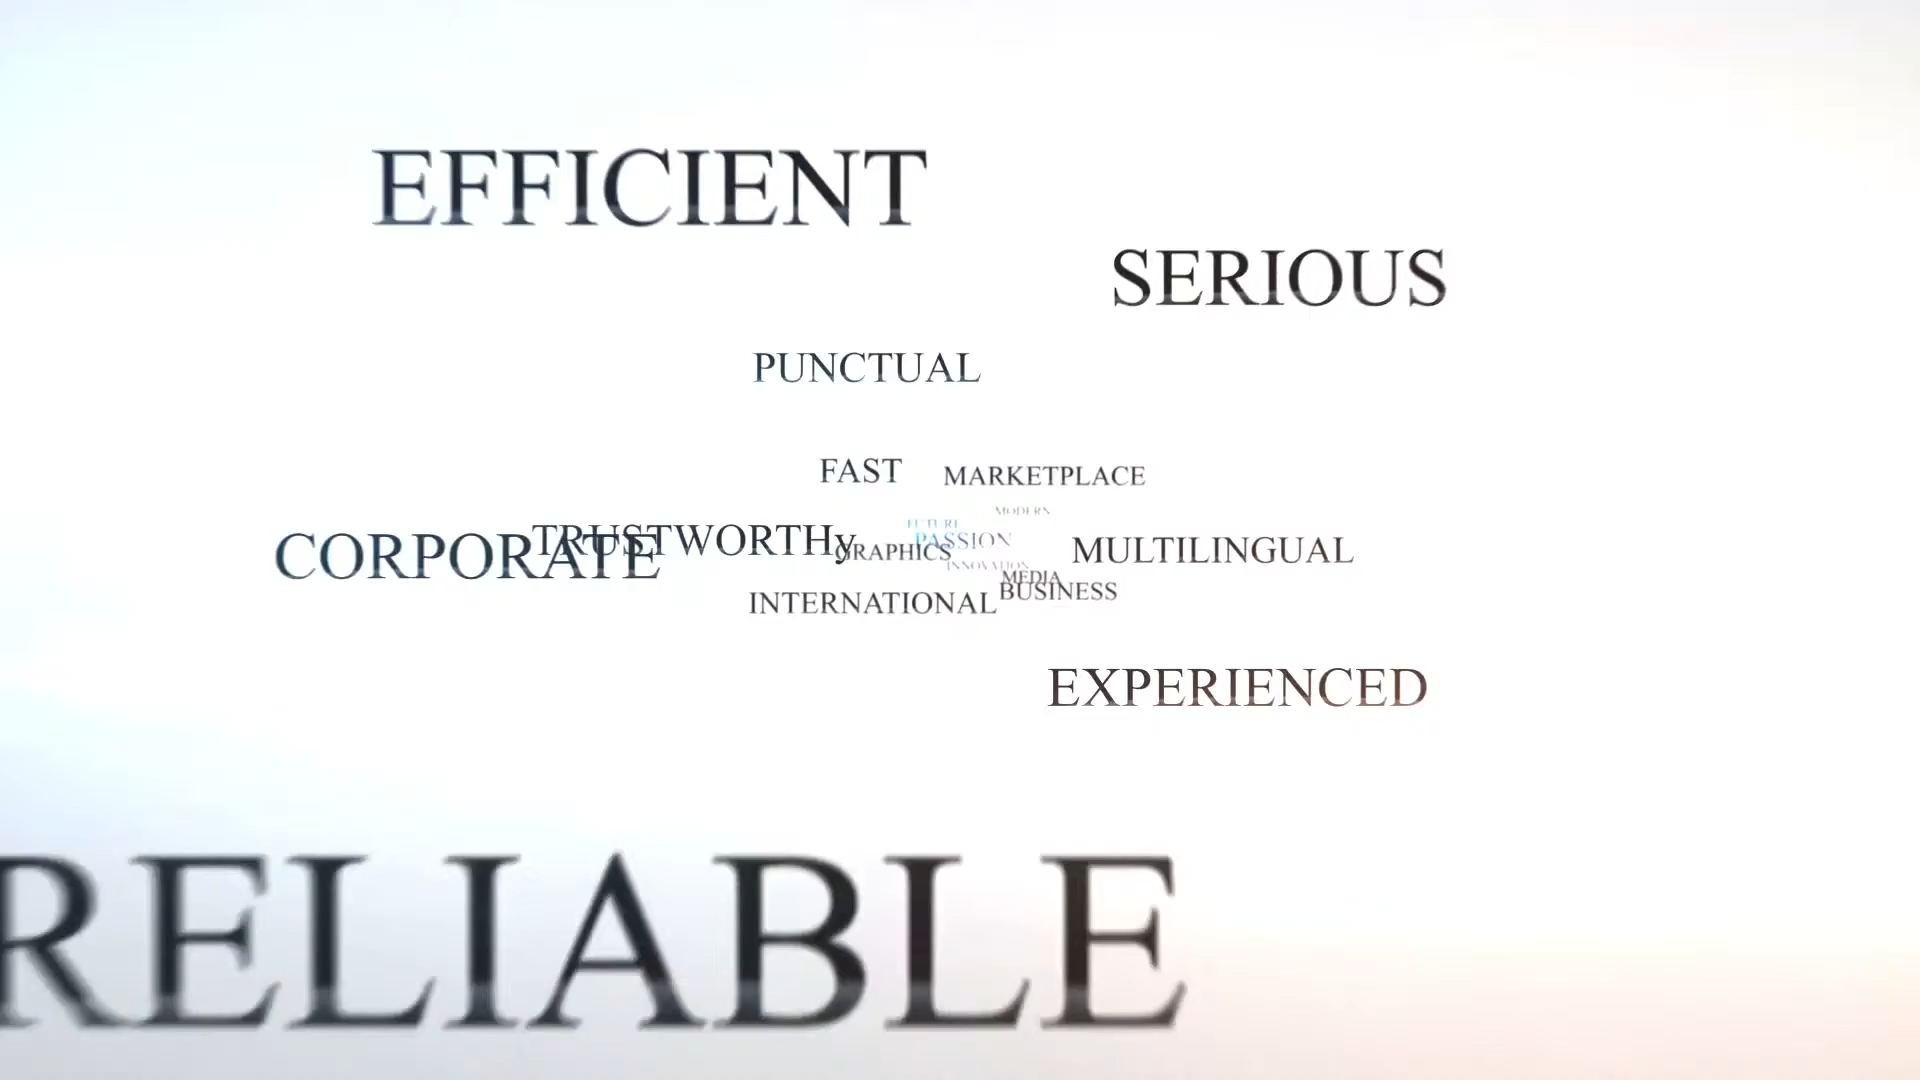 EFFICIENT
SERIOUS
PUNCTUAL
FAST
MARKETPLACE
MODERN
FUTURE
PASSION
TRUSTWORTHy
GRAPHICS
CORPORATE
MULTILINGUAL
INNOVATION
MEDIA
BUSINESS
INTERNATIONAL
EXPERIENCED
RELIABLE